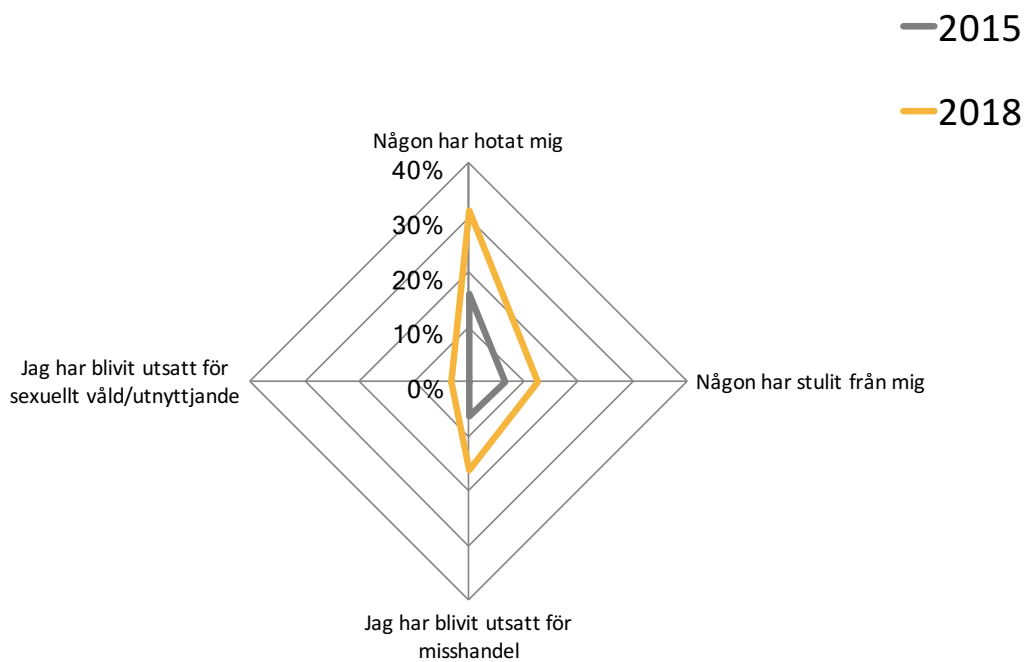 2015
2018
Någon har hotat mig
40%
30%
20%
10%
0%
Någon har stulit från mig
Jag har blivit utsatt för
misshandel
Jag har blivit utsatt för
sexuellt våld/utnyttjande